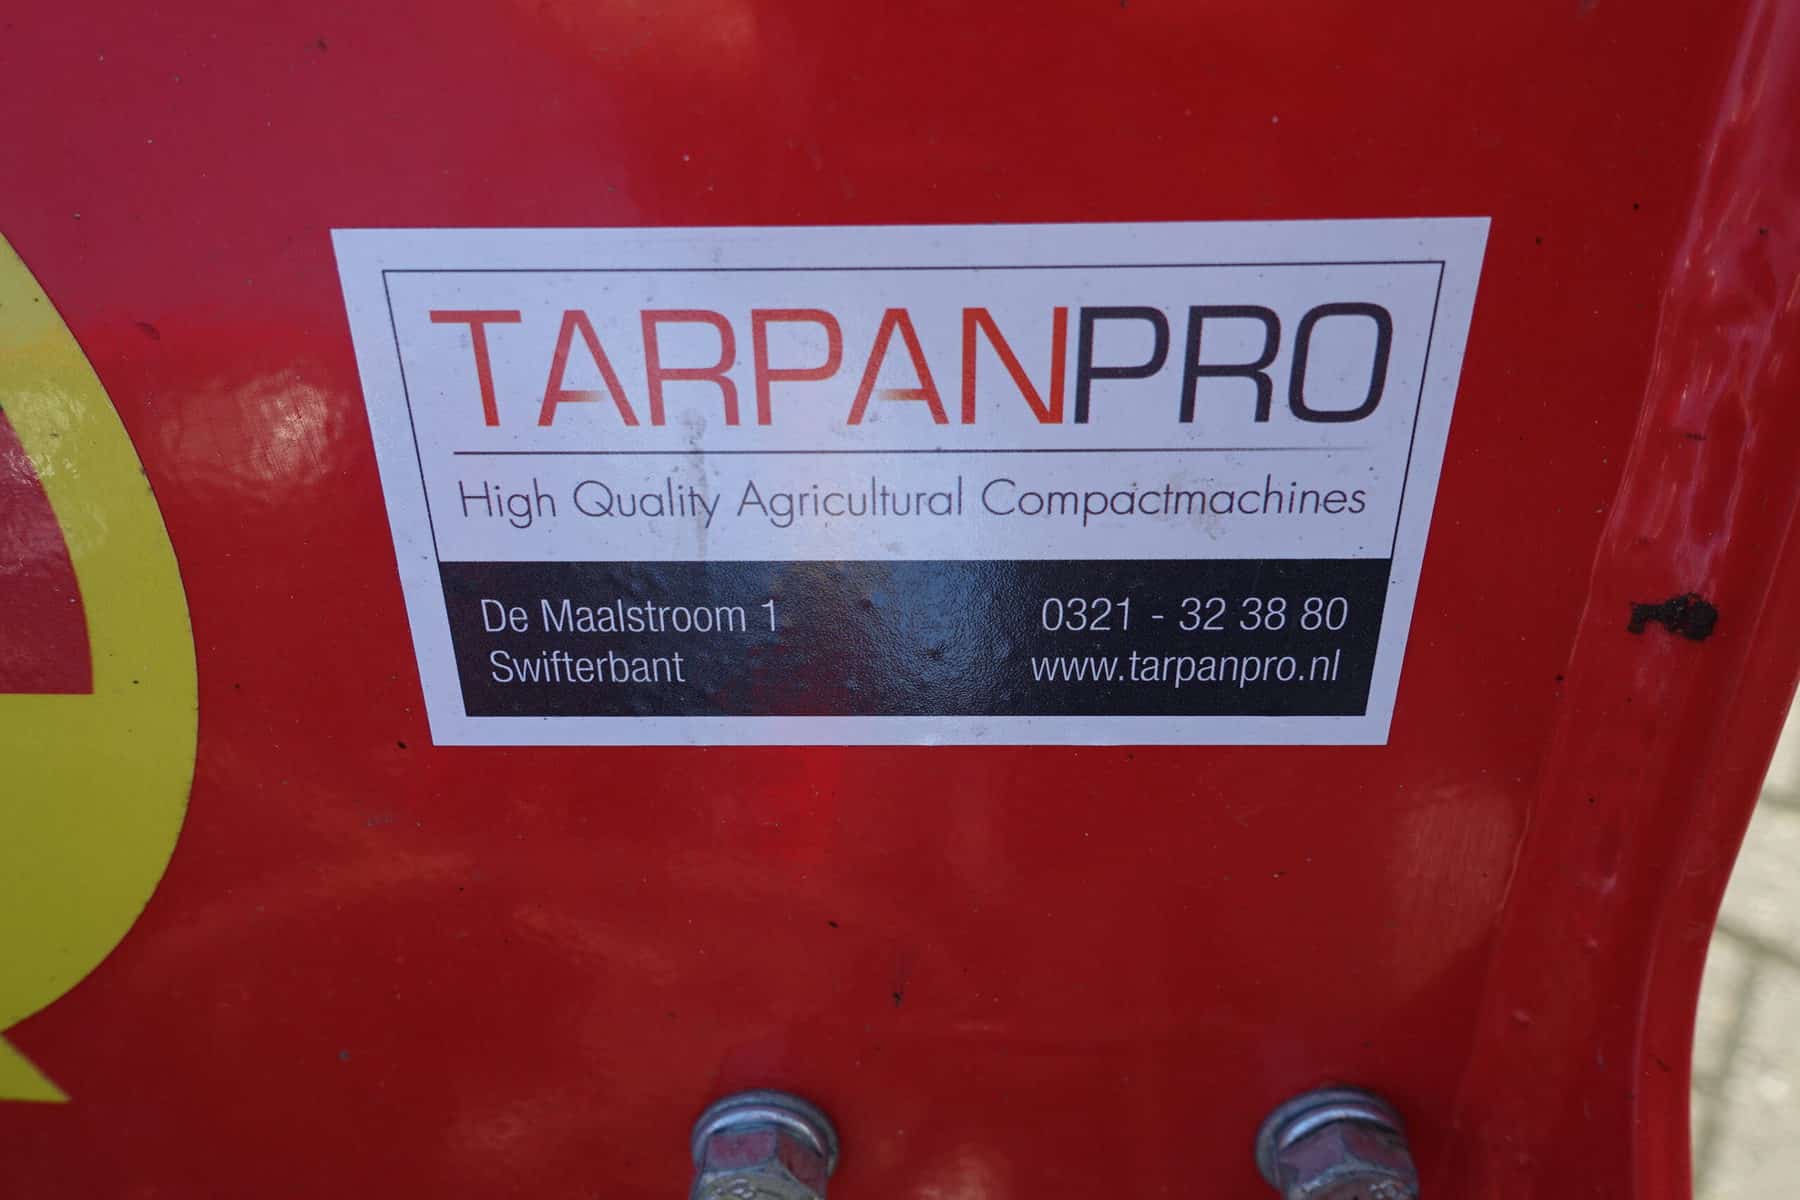 TARPANPRO
High Quality Agricultural Compactmachines
De Maalstroom 1
Swifterbant
0321 - 32 38 80
www.tarpanpro.nl